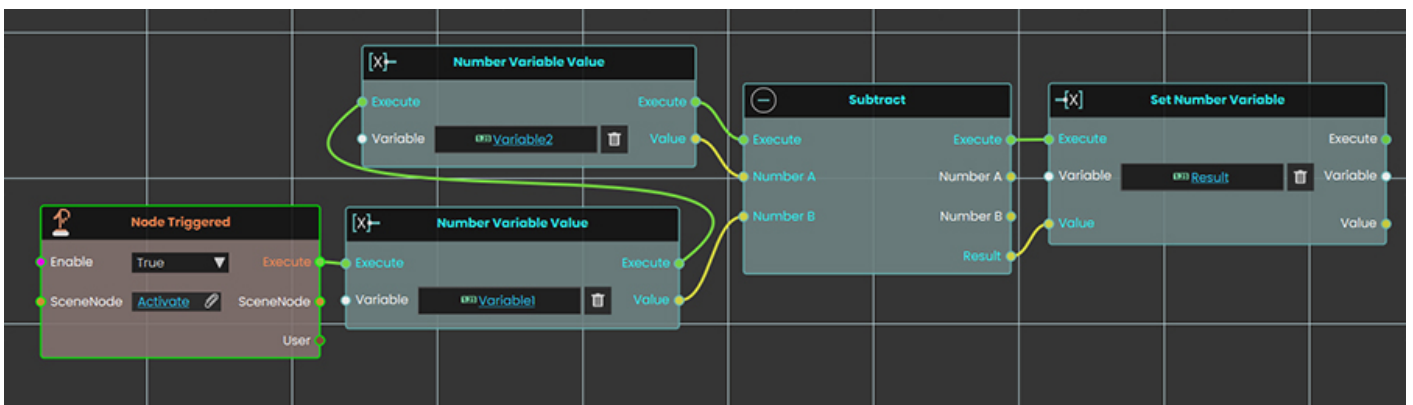 Number Variable Value
Execute Execute
Variable Variable2 Value
Subtract
Execute Execute
Number A Number A
Number B Number B
Result
Set Number Variable
Execute Execute
Variable Result Variable
Value Value
Node Triggered
Enable True Execute
SceneNode Activate SceneNode
User
Number Variable Value
Execute Execute
Variable Variable1 Value